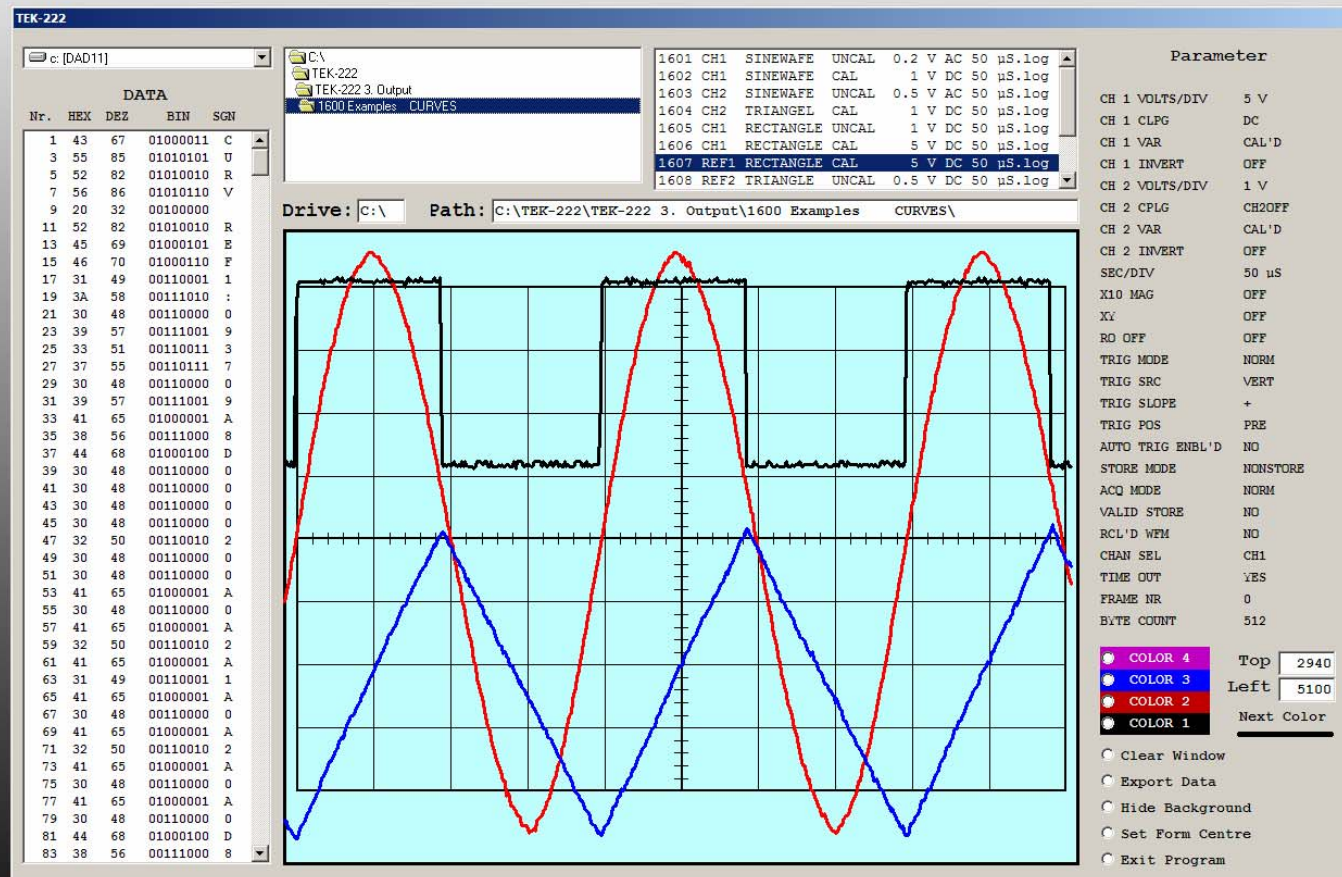 TEK-222
c: [DAD11]
DATA
Nr. HEX DEZ BIN SGN
1 43 67 01000011 C
3 55 85 01010101 U
5 52 82 01010010 R
7 56 86 01010110 V
9 20 32 00100000
11 52 82 01010010 R
13 45 69 01000101 E
15 46 70 01000110 F
17 31 49 00110001 1
19 3A 58 00111010 :
21 30 48 00110000 0
23 39 57 00111001 9
25 33 51 00110011 3
27 37 55 00110111 7
29 30 48 00110000 0
31 39 57 00111001 9
33 41 65 01000001 A
35 38 56 00111000 8
37 44 68 01000100 D
39 30 48 00110000 0
41 30 48 00110000 0
43 30 48 00110000 0
45 30 48 00110000 0
47 32 50 00110010 2
49 30 48 00110000 0
51 30 48 00110000 0
53 41 65 01000001 A
55 30 48 00110000 0
57 41 65 01000001 A
59 32 50 00110010 2
61 41 65 01000001 A
63 31 49 00110001 1
65 41 65 01000001 A
67 30 48 00110000 0
69 41 65 01000001 A
71 32 50 00110010 2
73 41 65 01000001 A
75 30 48 00110000 0
77 41 65 01000001 A
79 30 48 00110000 0
81 44 68 01000100 D
83 38 56 00111000 8
C:\
TEK-222
TEK-222 3. Output
1600 Examples CURVES
1601 CH1 SINEWAFE UNCAL 0.2 V AC 50 µS.log
1602 CH1 SINEWAFE CAL 1 V DC 50 µS.log
1603 CH2 SINEWAFE UNCAL 0.5 V AC 50 µS.log
1604 CH2 TRIANGEL CAL 1 V DC 50 µS.log
1605 CH1 RECTANGLE UNCAL 1 V DC 50 µS.log
1606 CH1 RECTANGLE CAL 5 V DC 50 µS.log
1607 REF1 RECTANGLE CAL 5 V DC 50 µS.log
1608 REF2 TRIANGLE UNCAL 0.5 V DC 50 µS.log
Drive: C:\ Path: C:\TEK-222\TEK-222 3. Output\1600 Examples CURVES\
Parameter
CH 1 VOLTS/DIV 5 V
CH 1 CLPG DC
CH 1 VAR CAL'D
CH 1 INVERT OFF
CH 2 VOLTS/DIV 1 V
CH 2 CPLG CH2OFF
CH 2 VAR CAL'D
CH 2 INVERT OFF
SEC/DIV 50 µS
X10 MAG OFF
XY OFF
RO OFF OFF
TRIG MODE NORM
TRIG SRC VERT
TRIG SLOPE +
TRIG POS PRE
AUTO TRIG ENBL'D NO
STORE MODE NONSTORE
ACQ MODE NORM
VALID STORE NO
RCL'D WFM NO
CHAN SEL CH1
TIME OUT YES
FRAME NR 0
BYTE COUNT 512
COLOR 4
COLOR 3
COLOR 2
COLOR 1
Top 2940
Left 5100
Next Color
Clear Window
Export Data
Hide Background
Set Form Centre
Exit Program